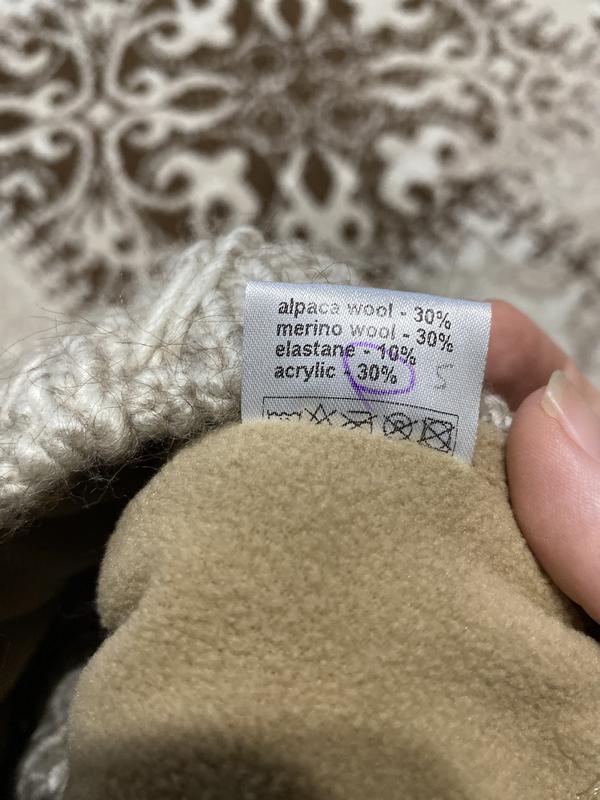 alpaca wool - 30%
merino wool - 30%
elastane - 10%
acrylic 30%